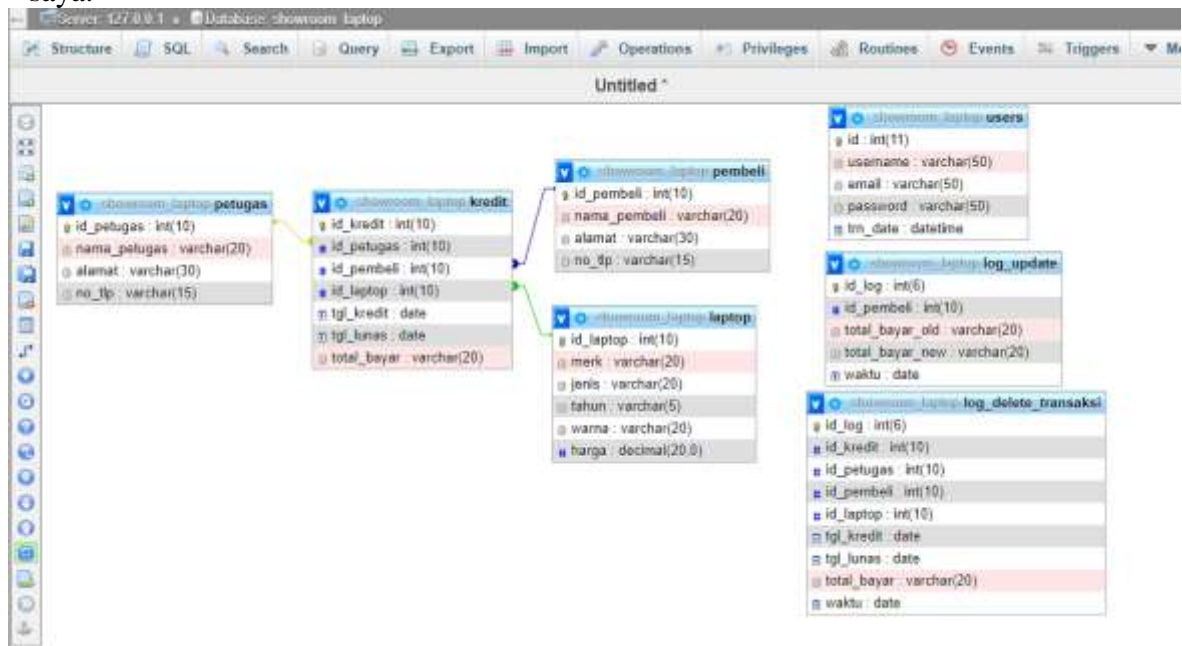 saya.
Server: 127.0.0.1 » Database: showroom_laptop
Structure SQL Search Query Export Import Operations Privileges Routines Events Triggers
Untitled *
showroom_laptop petugas
id_petugas : int(10)
nama_petugas : varchar(20)
alamat : varchar(30)
no_tlp : varchar(15)
showroom_laptop kredit
id_kredit : int(10)
id_petugas : int(10)
id_pembeli : int(10)
id_laptop : int(10)
tgl_kredit : date
tgl_lunas : date
total_bayar : varchar(20)
showroom_laptop pembeli
id_pembeli : int(10)
nama_pembeli : varchar(20)
alamat : varchar(30)
no_tlp : varchar(15)
showroom_laptop laptop
id_laptop : int(10)
merk : varchar(20)
jenis : varchar(20)
tahun : varchar(5)
warna : varchar(20)
harga : decimal(20,0)
showroom_laptop users
id : int(11)
username : varchar(50)
email : varchar(50)
password : varchar(50)
trn_date : datetime
showroom_laptop log_update
id_log : int(6)
id_pembeli : int(10)
total_bayar_old : varchar(20)
total_bayar_new : varchar(20)
waktu : date
showroom_laptop log_delete_transaksi
id_log : int(6)
id_kredit : int(10)
id_petugas : int(10)
id_pembeli : int(10)
id_laptop : int(10)
tgl_kredit : date
tgl_lunas : date
total_bayar : varchar(20)
waktu : date